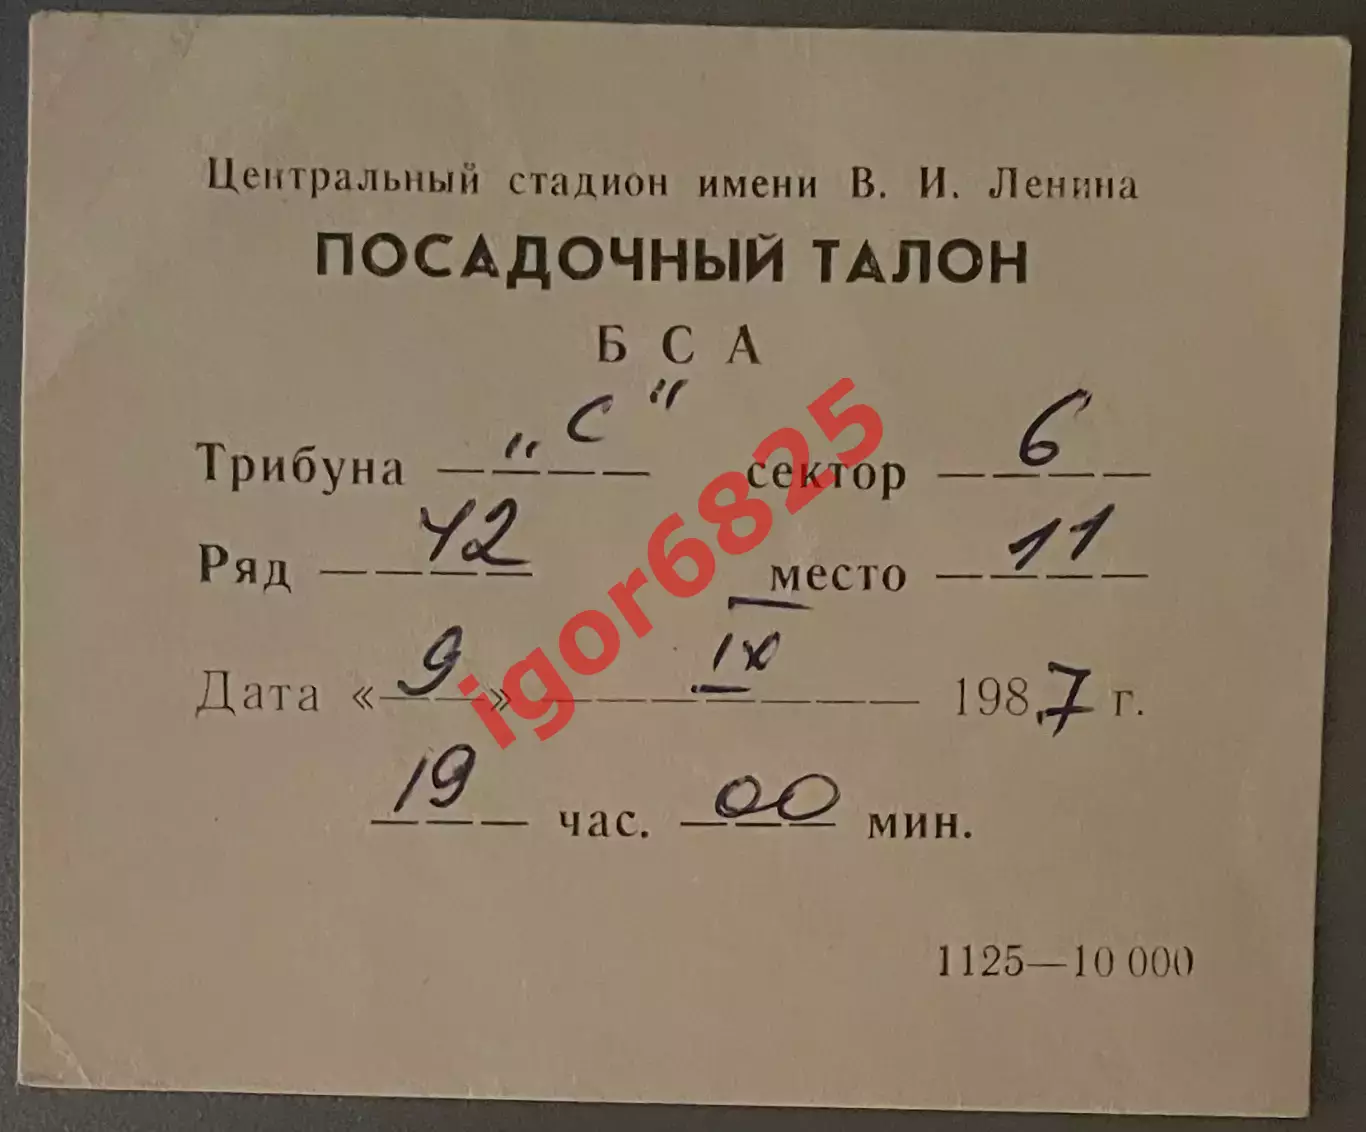 Центральный стадион имени В. И. Ленина
ПОСАДОЧНЫЙ ТАЛОН
БСА
Трибуна „С" сектор 6
Ряд 42 место 11
Дата «9» IX 1987 г.
19 час. 00 мин.
1125—10 000
igor6825